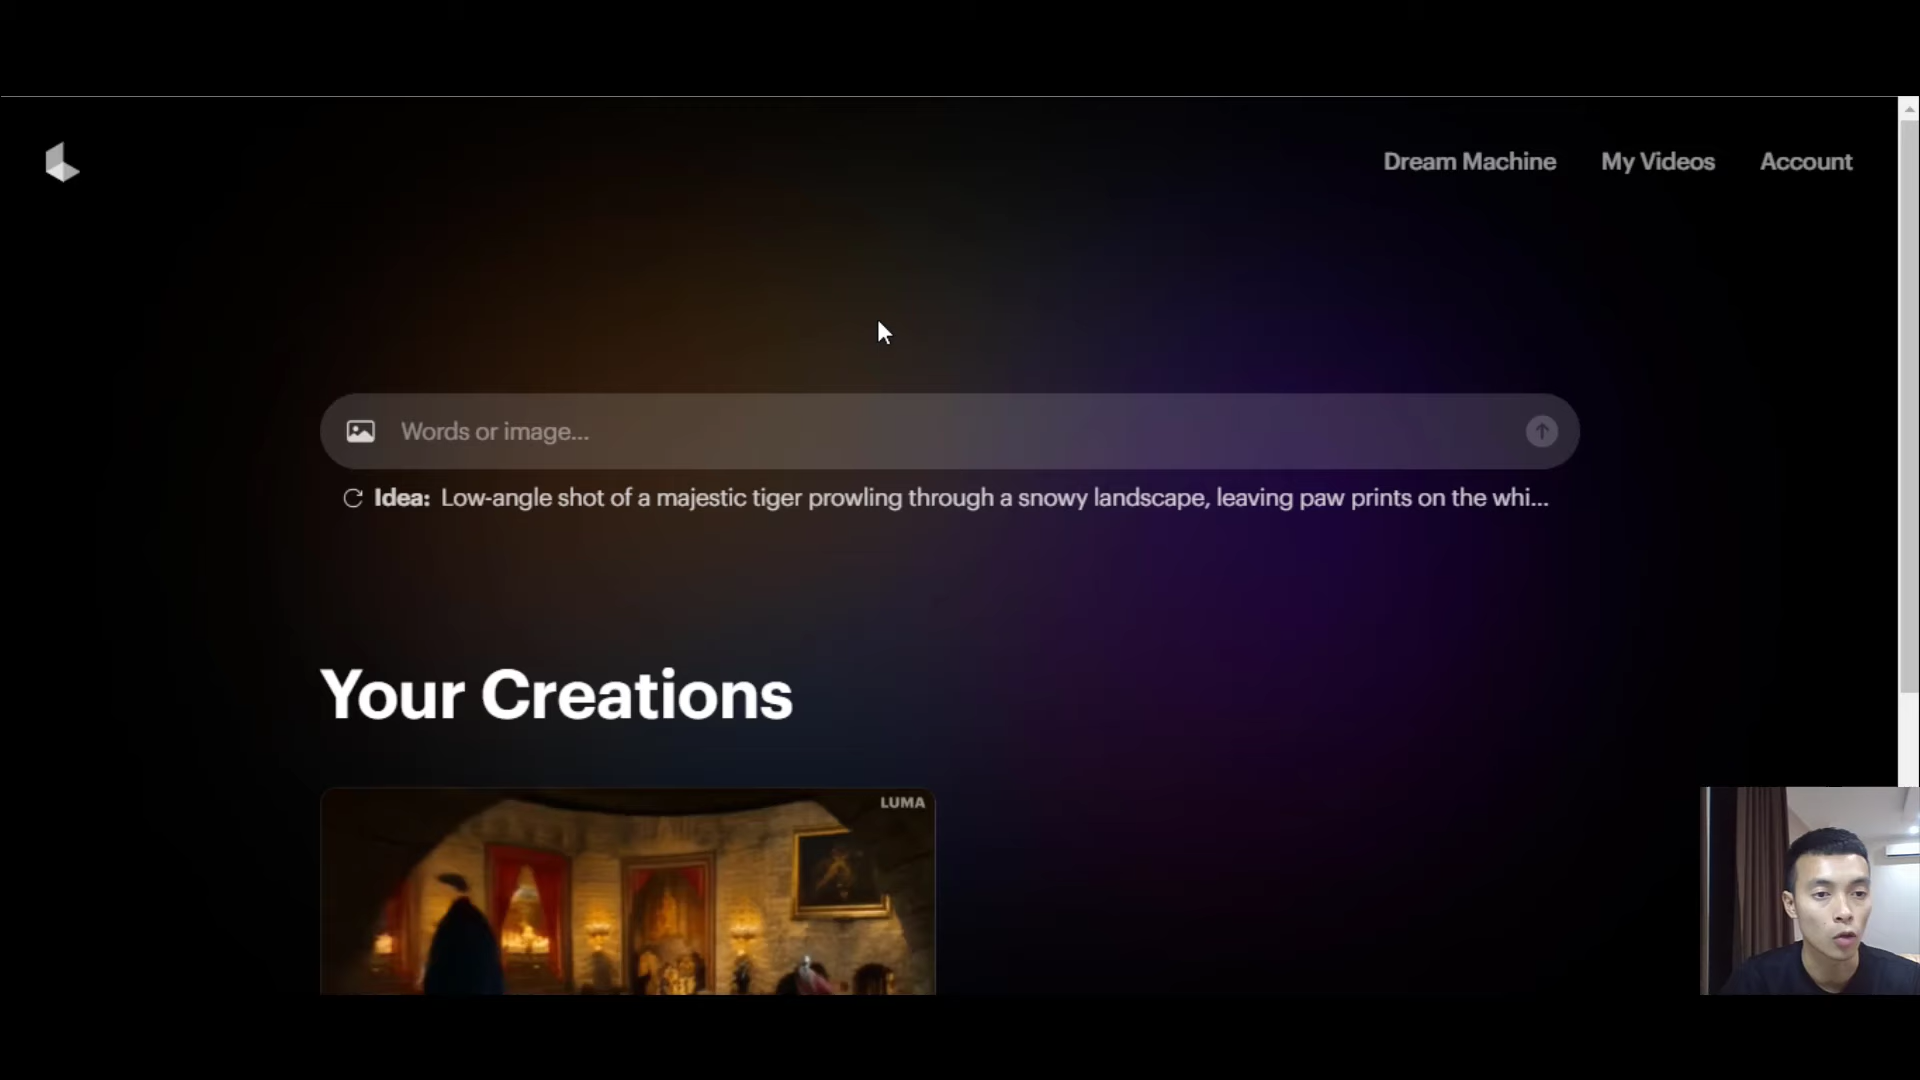 Dream Machine My Videos Account
Words or image...
Idea: Low-angle shot of a majestic tiger prowling through a snowy landscape, leaving paw prints on the whi...
Your Creations
LUMA